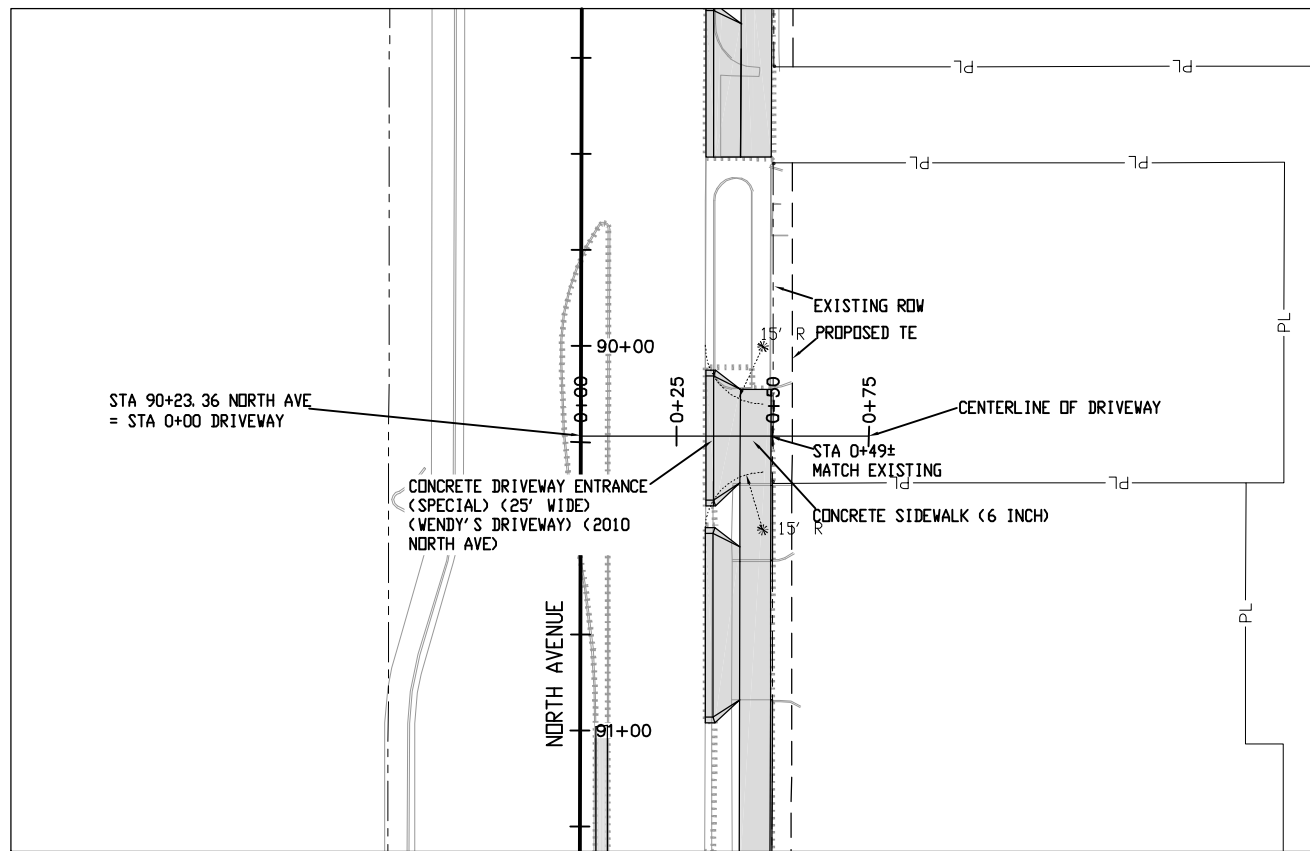 PL
PL
PL
PL
EXISTING ROW
15' R
PROPOSED TE
PL
90+00
0+00
0+25
0+50
0+75
STA 90+23.36 NORTH AVE
= STA 0+00 DRIVEWAY
CENTERLINE OF DRIVEWAY
STA 0+49±
MATCH EXISTING
PL
PL
CONCRETE DRIVEWAY ENTRANCE
(SPECIAL) (25' WIDE)
(WENDY'S DRIVEWAY) (2010
NORTH AVE)
CONCRETE SIDEWALK (6 INCH)
15' R
PL
NORTH AVENUE
91+00